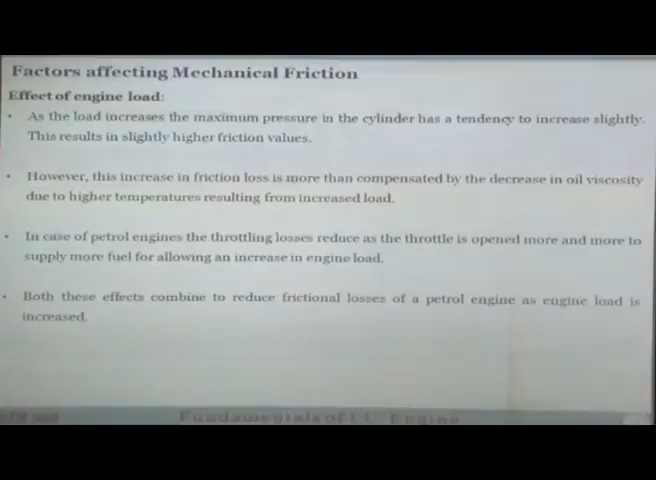 Factors affecting Mechanical Friction
Effect of engine load:
• As the load increases the maximum pressure in the cylinder has a tendency to increase slightly.
This results in slightly higher friction values.
• However, this increase in friction loss is more than compensated by the decrease in oil viscosity
due to higher temperatures resulting from increased load.
• In case of petrol engines the throttling losses reduce as the throttle is opened more and more to
supply more fuel for allowing an increase in engine load.
• Both these effects combine to reduce frictional losses of a petrol engine as engine load is
increased.
Fundamentals of I C Engine